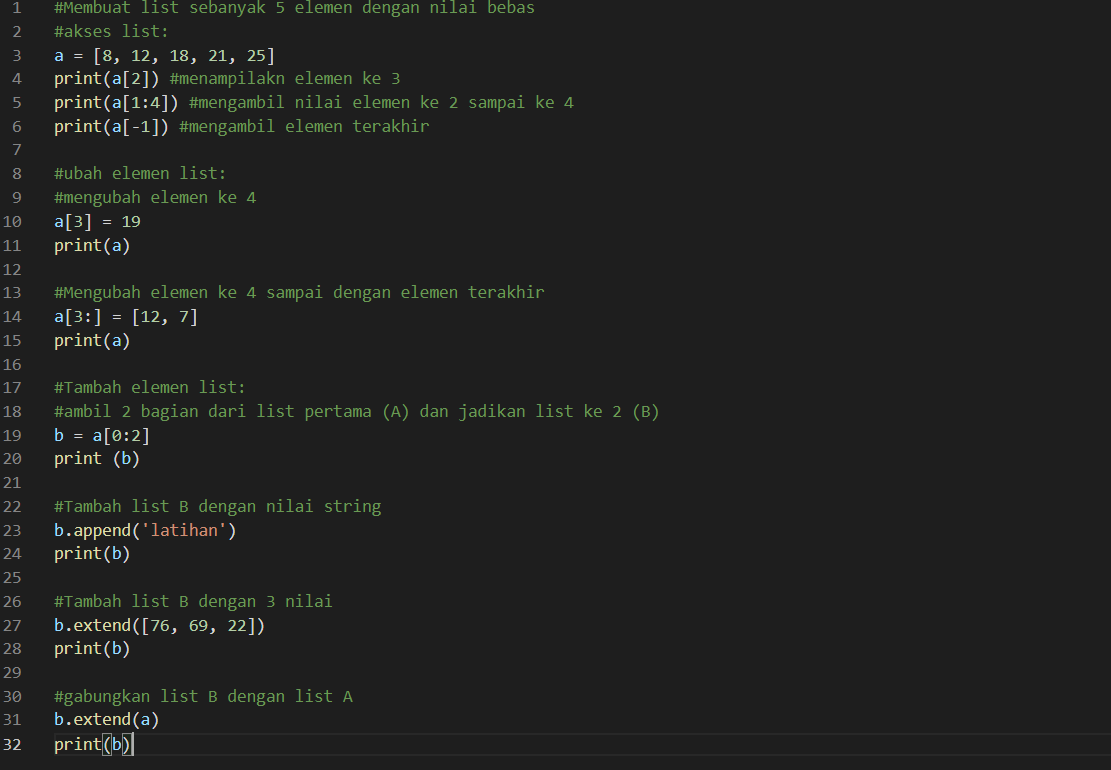 1 #Membuat list sebanyak 5 elemen dengan nilai bebas
2 #akses list:
3 a = [8, 12, 18, 21, 25]
4 print(a[2]) #menampilakn elemen ke 3
5 print(a[1:4]) #mengambil nilai elemen ke 2 sampai ke 4
6 print(a[-1]) #mengambil elemen terakhir
7
8 #ubah elemen list:
9 #mengubah elemen ke 4
10 a[3] = 19
11 print(a)
12
13 #Mengubah elemen ke 4 sampai dengan elemen terakhir
14 a[3:] = [12, 7]
15 print(a)
16
17 #Tambah elemen list:
18 #ambil 2 bagian dari list pertama (A) dan jadikan list ke 2 (B)
19 b = a[0:2]
20 print (b)
21
22 #Tambah list B dengan nilai string
23 b.append('latihan')
24 print(b)
25
26 #Tambah list B dengan 3 nilai
27 b.extend([76, 69, 22])
28 print(b)
29
30 #gabungkan list B dengan list A
31 b.extend(a)
32 print(b)